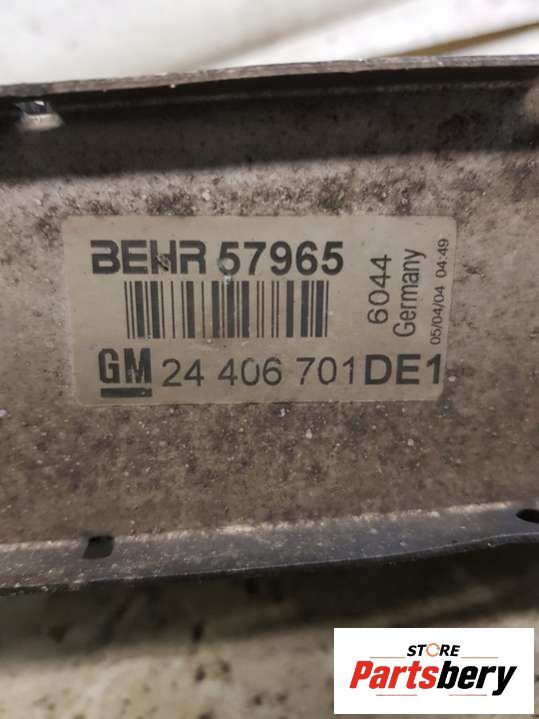 BEHR 57965
6044
Germany
05/04/04 04:49
GM 24 406 701 DE1
STORE
Partsbery